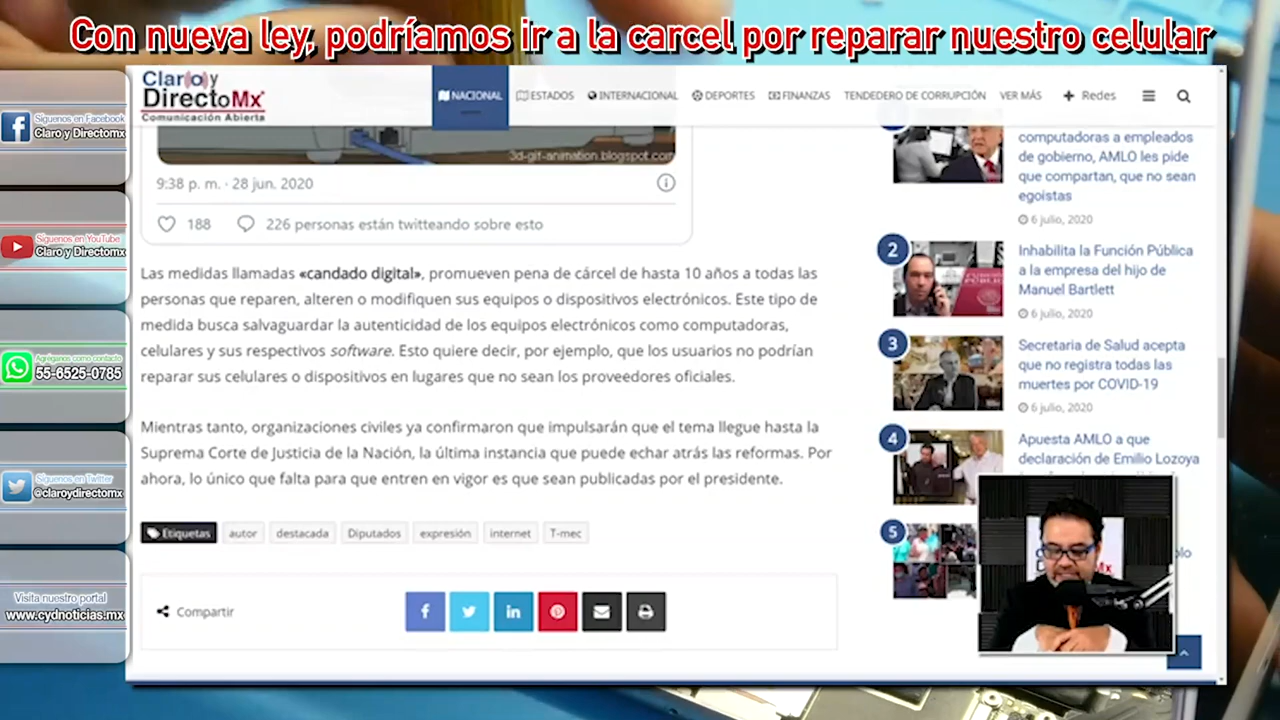 Con nueva ley, podríamos ir a la carcel por reparar nuestro celular
Síguenos en Facebook
Claro y Directomx
Síguenos en YouTube
Claro y Directomx
Agréganos como contacto
55-6525-0785
Síguenos en Twitter
@claroydirectomx
Visita nuestro portal
www.cydnoticias.mx
Claro y
DirectoMx
Comunicación Abierta
NACIONAL
ESTADOS
INTERNACIONAL
DEPORTES
FINANZAS
TENDEDERO DE CORRUPCIÓN
VER MÁS
Redes
3d-gif-animation.blogspot.com
9:38 p. m. · 28 jun. 2020
188
226 personas están twitteando sobre esto
Las medidas llamadas «candado digital», promueven pena de cárcel de hasta 10 años a todas las
personas que reparen, alteren o modifiquen sus equipos o dispositivos electrónicos. Este tipo de
medida busca salvaguardar la autenticidad de los equipos electrónicos como computadoras,
celulares y sus respectivos software. Esto quiere decir, por ejemplo, que los usuarios no podrían
reparar sus celulares o dispositivos en lugares que no sean los proveedores oficiales.
Mientras tanto, organizaciones civiles ya confirmaron que impulsarán que el tema llegue hasta la
Suprema Corte de Justicia de la Nación, la última instancia que puede echar atrás las reformas. Por
ahora, lo único que falta para que entren en vigor es que sean publicadas por el presidente.
Etiquetas
autor
destacada
Diputados
expresión
internet
T-mec
Compartir
computadoras a empleados
de gobierno, AMLO les pide
que compartan, que no sean
egoistas
6 julio, 2020
2
Inhabilita la Función Pública
a la empresa del hijo de
Manuel Bartlett
6 julio, 2020
3
Secretaria de Salud acepta
que no registra todas las
muertes por COVID-19
6 julio, 2020
4
Apuesta AMLO a que
declaración de Emilio Lozoya
5